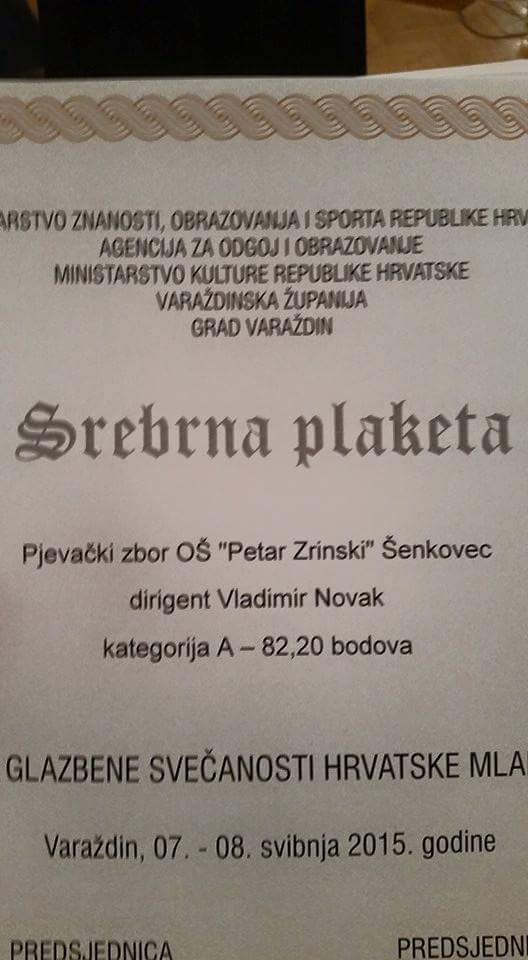 ARSTVO ZNANOSTI, OBRAZOVANJA I SPORTA REPUBLIKE HRV
AGENCIJA ZA ODGOJ I OBRAZOVANJE
MINISTARSTVO KULTURE REPUBLIKE HRVATSKE
VARAŽDINSKA ŽUPANIJA
GRAD VARAŽDIN
Srebrna plaketa
Pjevački zbor OŠ "Petar Zrinski" Šenkovec
dirigent Vladimir Novak
kategorija A – 82,20 bodova
GLAZBENE SVEČANOSTI HRVATSKE MLA
Varaždin, 07. - 08. svibnja 2015. godine
PREDSJEDNICA PREDSJEDNI